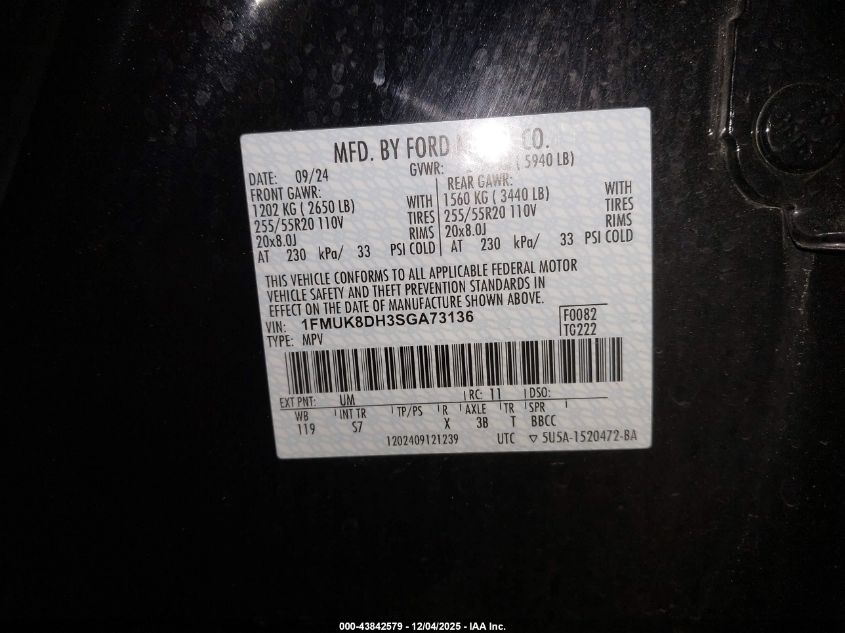 MFD. BY FORD CO.
DATE: 09/24 GVWR: ( 5940 LB)
FRONT GAWR: REAR GAWR:
1202 KG ( 2650 LB) WITH 1560 KG ( 3440 LB) WITH
255/55R20 110V TIRES 255/55R20 110V TIRES
20x8.0J RIMS 20x8.0J RIMS
AT 230 kPa/ 33 PSI COLD AT 230 kPa/ 33 PSI COLD
THIS VEHICLE CONFORMS TO ALL APPLICABLE FEDERAL MOTOR
VEHICLE SAFETY AND THEFT PREVENTION STANDARDS IN
EFFECT ON THE DATE OF MANUFACTURE SHOWN ABOVE.
VIN: 1FMUK8DH3SGA73136 F0082
TYPE: MPV TG222
EXT PNT: UM RC: 11 DSO:
WB INT TR TP/PS R AXLE TR SPR
119 S7 X 3B T BBCC
1202409121239 UTC ▽ 5U5A-1520472-BA
000-43842579 - 12/04/2025 - IAA Inc.